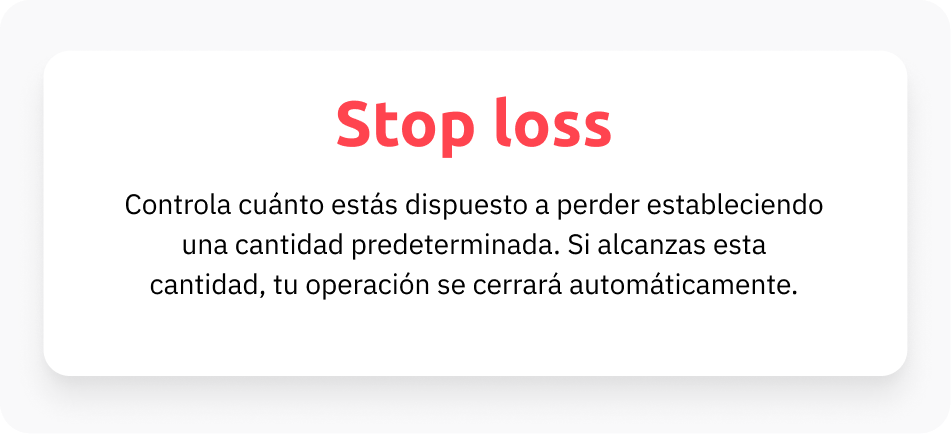 Stop loss
Controla cuánto estás dispuesto a perder estableciendo
una cantidad predeterminada. Si alcanzas esta
cantidad, tu operación se cerrará automáticamente.